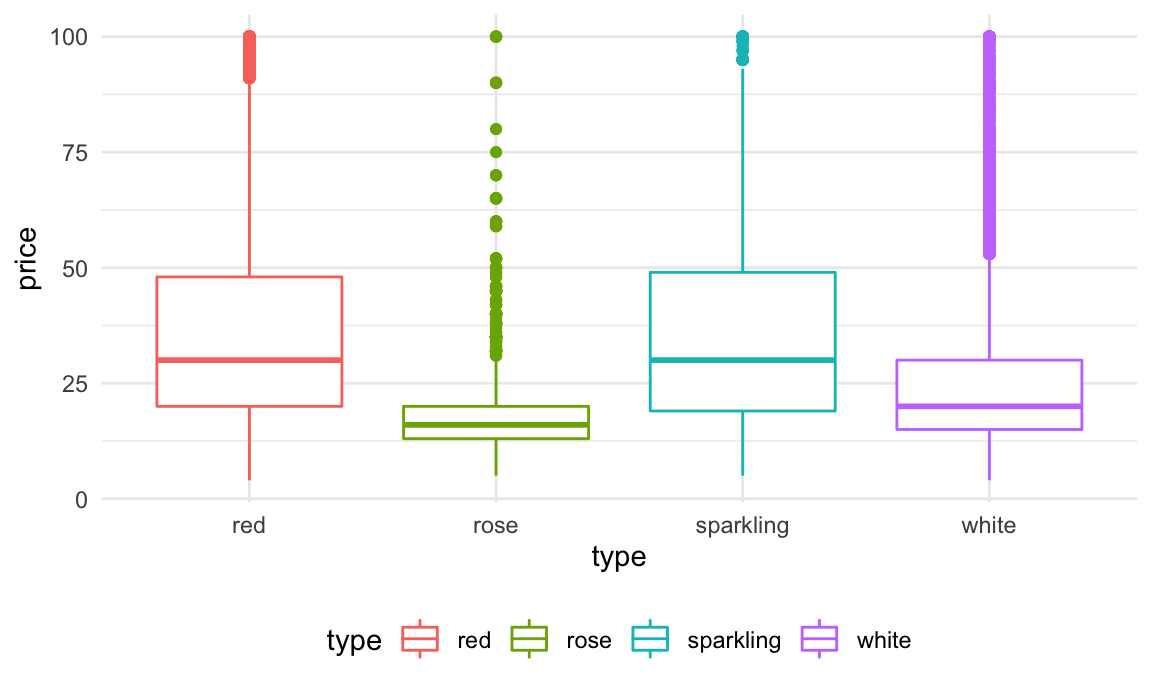 100
75
50
25
0
price
red rose sparkling white
type
type red rose sparkling white